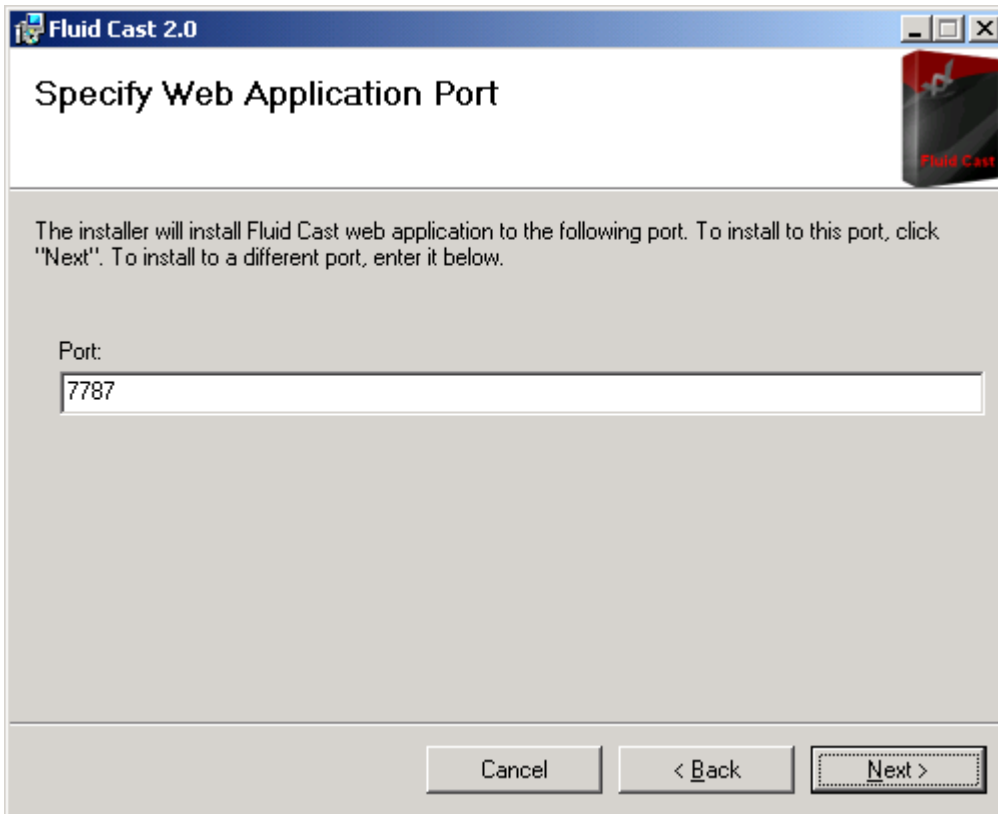 Fluid Cast 2.0
Specify Web Application Port
Fluid Cast
The installer will install Fluid Cast web application to the following port. To install to this port, click
"Next". To install to a different port, enter it below.
Port:
7787
Cancel
< Back
Next >